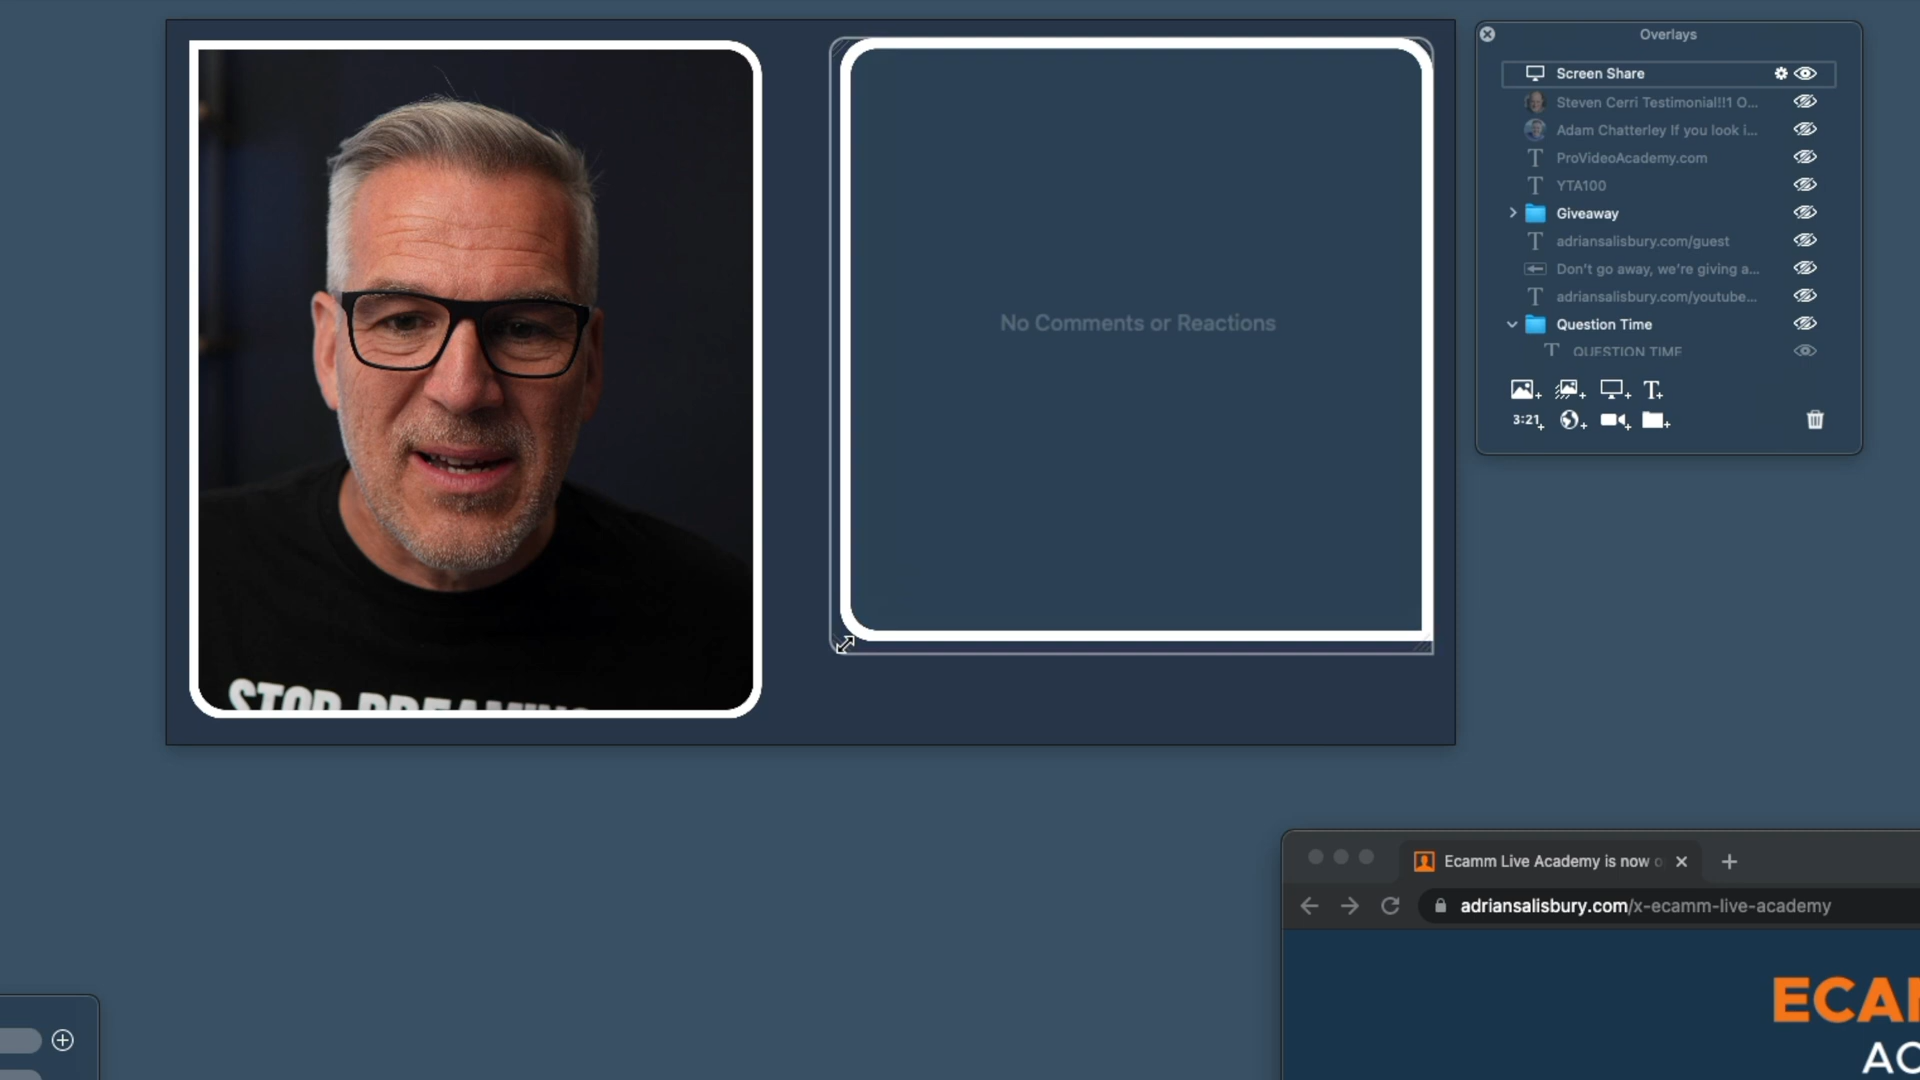 Overlays
Screen Share
Steven Cerri Testimonial!!1 O...
Adam Chatterley If you look i...
ProVideoAcademy.com
YTA100
Giveaway
adriansalisbury.com/guest
Don't go away, we're giving a...
adriansalisbury.com/youtube...
Question Time
QUESTION TIME
3:21
No Comments or Reactions
STOP DREAMING
Ecamm Live Academy is now o
adriansalisbury.com/x-ecamm-live-academy